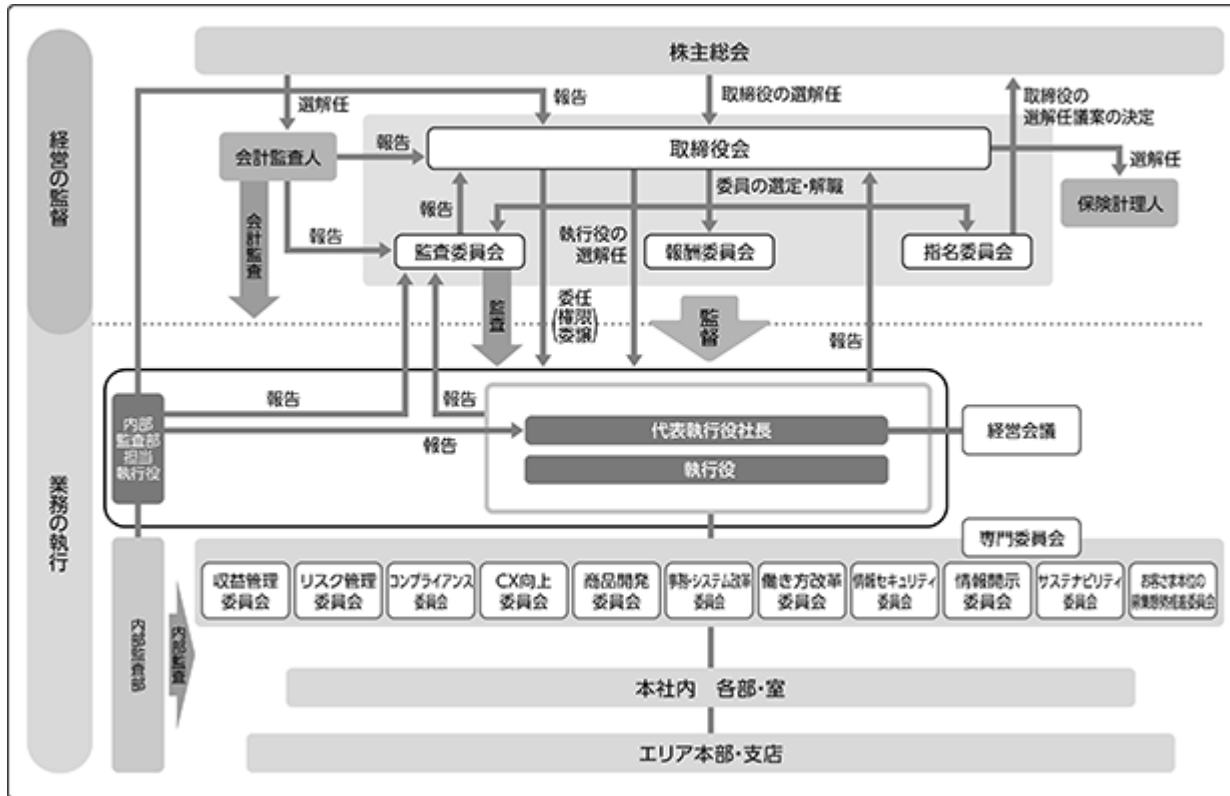 経営の監督
株主総会
選解任
報告
取締役の選解任
取締役の
選解任議案の決定
会計監査人
報告
取締役会
選解任
委員の選定・解職
保険計理人
会計監査
報告
報告
監査委員会
執行役の
選解任
報酬委員会
指名委員会
監査
委任
(権限
委譲)
監督
報告
業務の執行
報告
報告
内部
監査部
担当
執行役
報告
代表執行役社長
経営会議
執行役
専門委員会
収益管理
委員会
リスク管理
委員会
コンプライアンス
委員会
CX向上
委員会
商品開発
委員会
事務・システム改革
委員会
働き方改革
委員会
情報セキュリティ
委員会
情報開示
委員会
サステナビリティ
委員会
お客さま本位の
内部監査部
内部監査
本社内 各部・室
エリア本部・支店